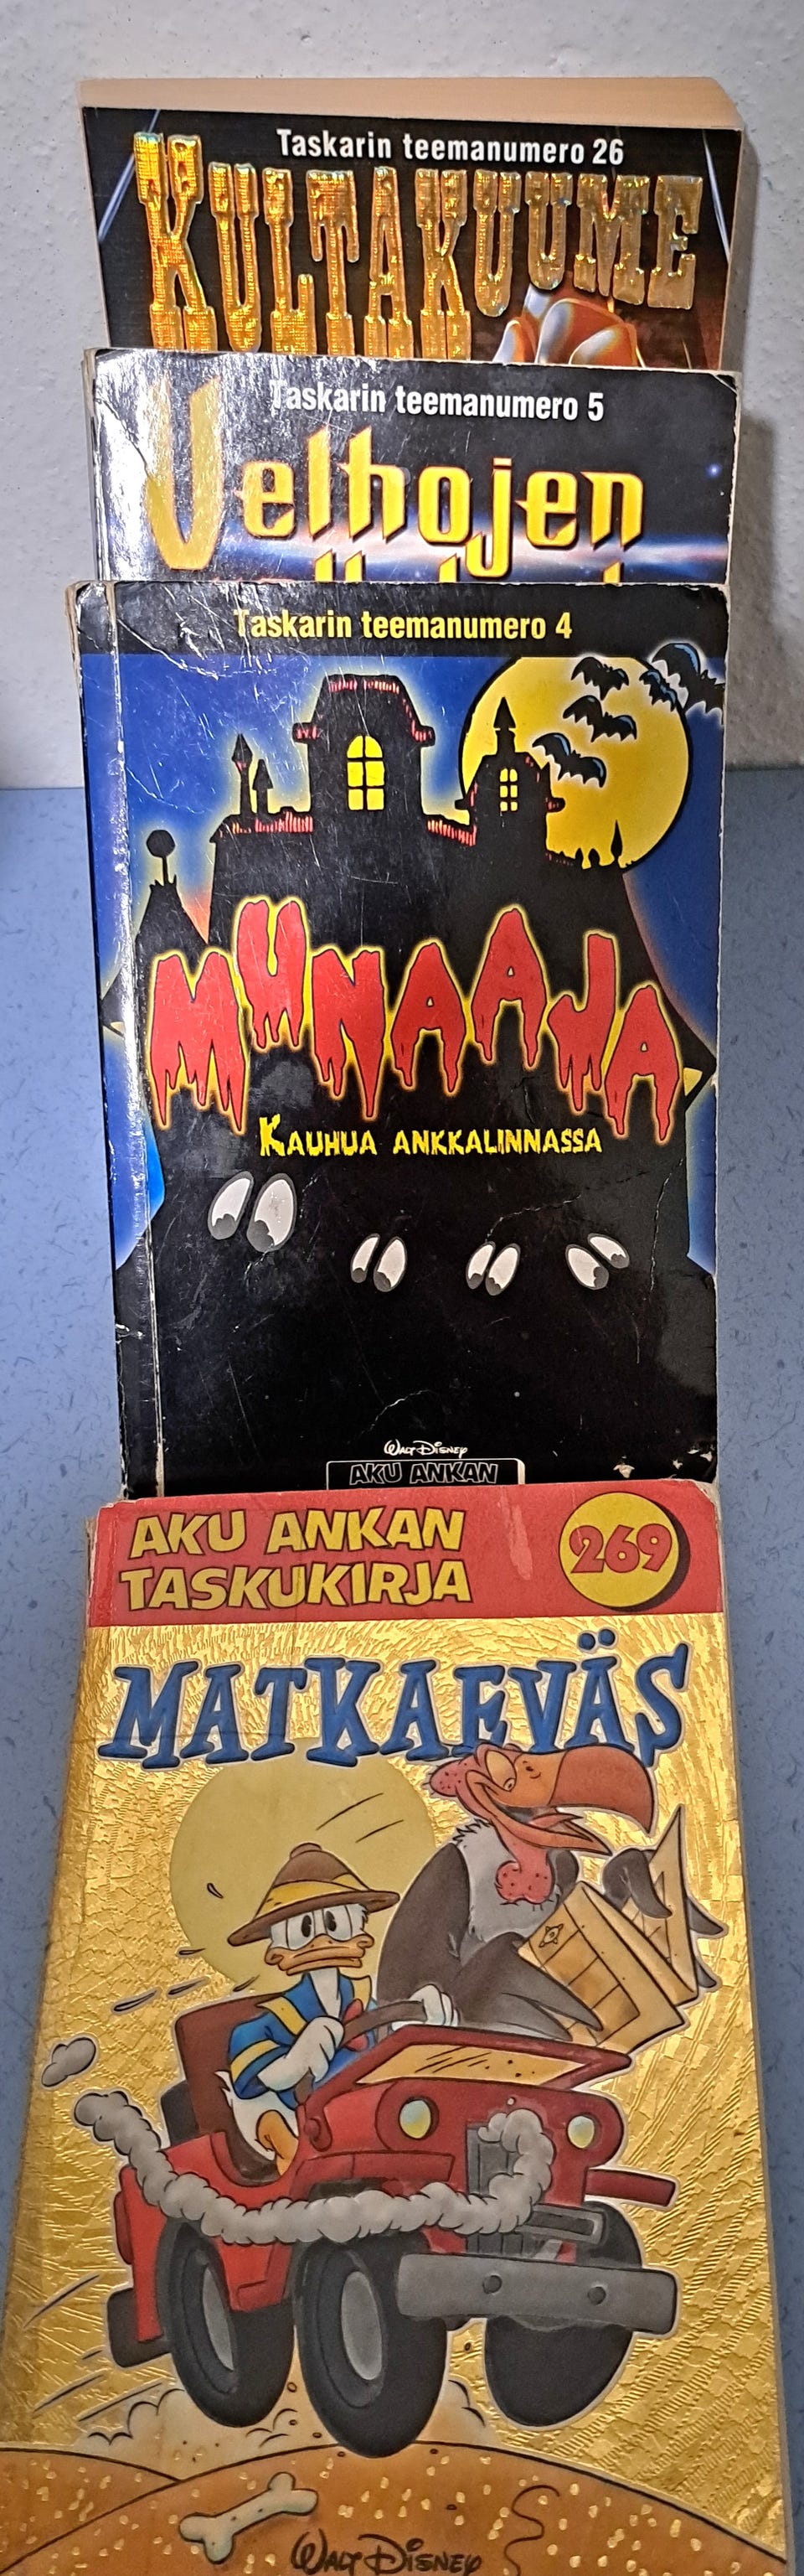 Taskarin teemanumero 26
KULTAKUUME
Taskarin teemanumero 5
Velhojen
Taskarin teemanumero 4
MUNAAJA
KAUHUA ANKKALINNASSA
WALT DISNEY
AKU ANKAN
AKU ANKAN
TASKUKIRJA
269
MATKAEVÄS
WALT DISNEY